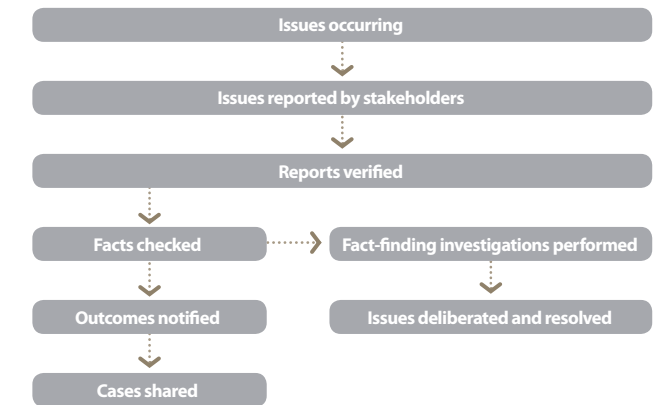 Issues occurring
Issues reported by stakeholders
Reports verified
Facts checked
Fact-finding investigations performed
Outcomes notified
Issues deliberated and resolved
Cases shared